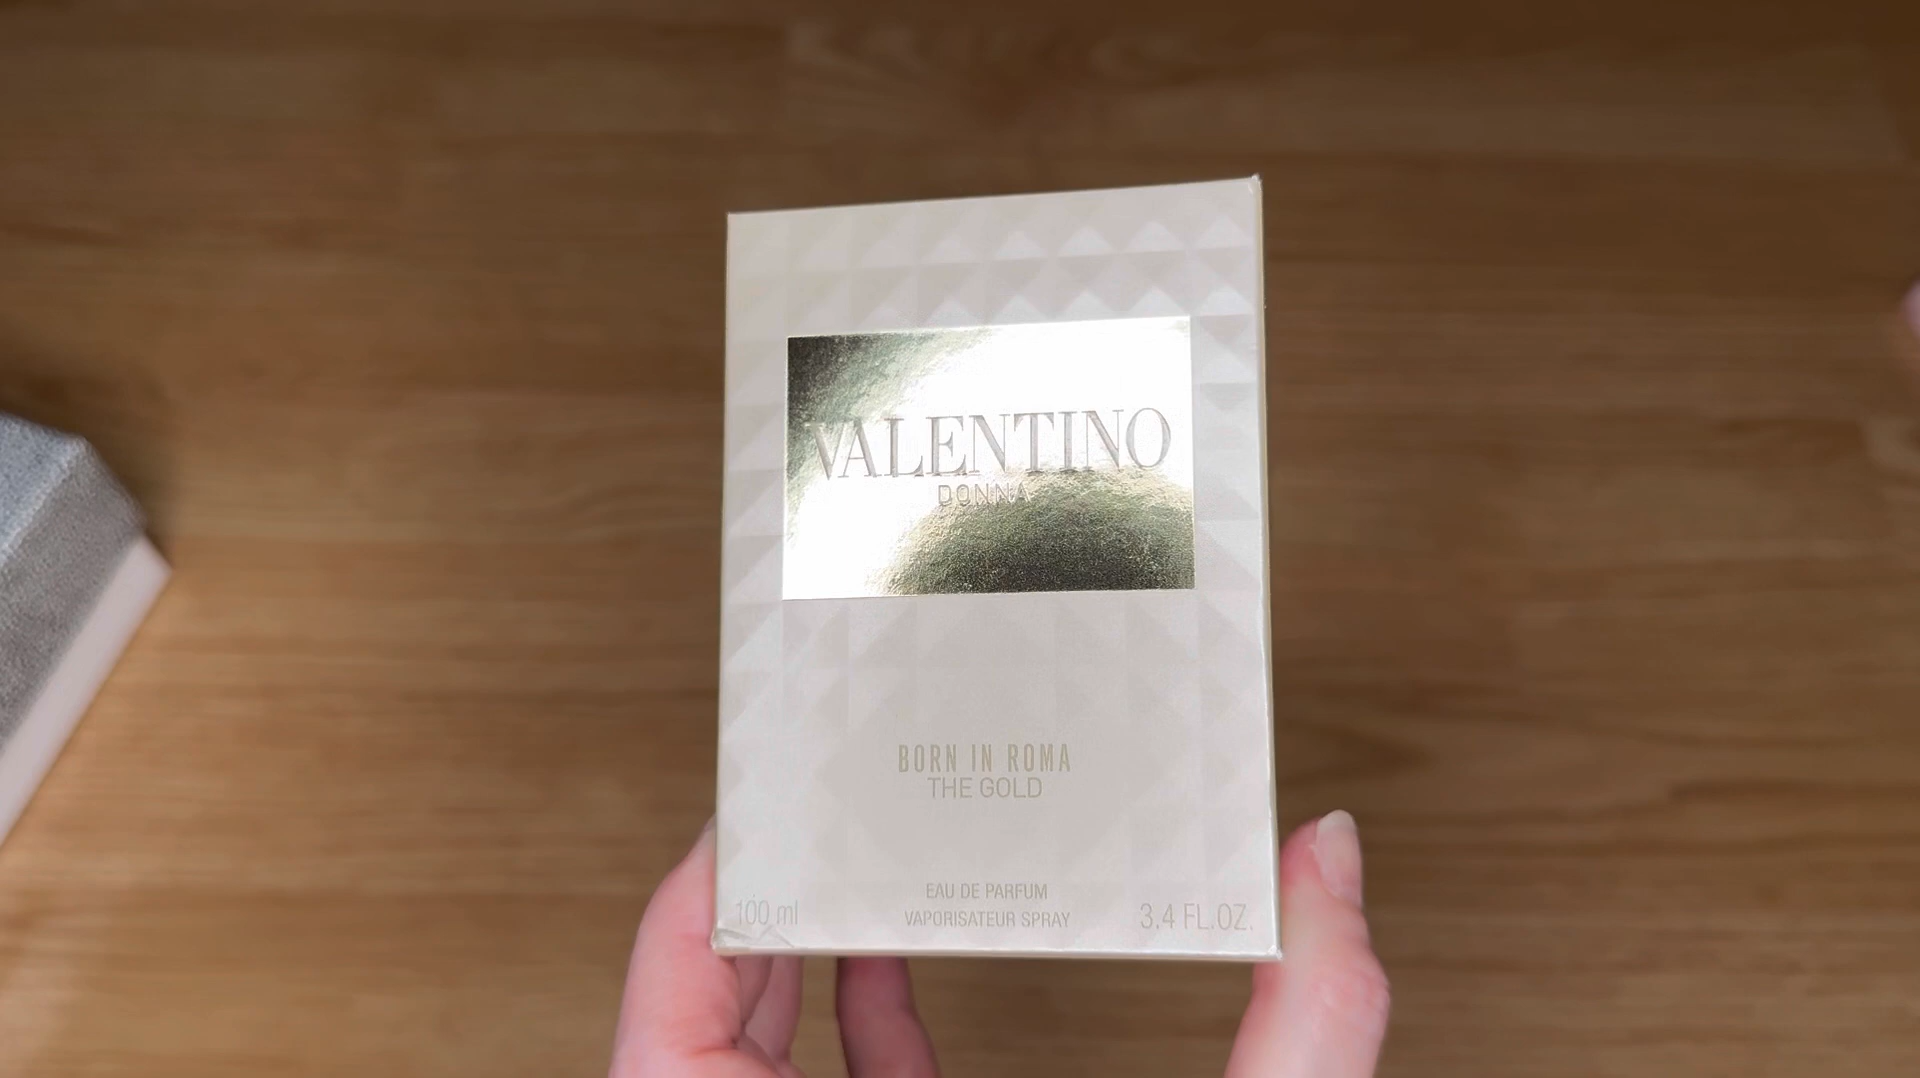 VALENTINO
DONNA
BORN IN ROMA
THE GOLD
EAU DE PARFUM
100 ml VAPORISATEUR SPRAY 3,4 FL.OZ.